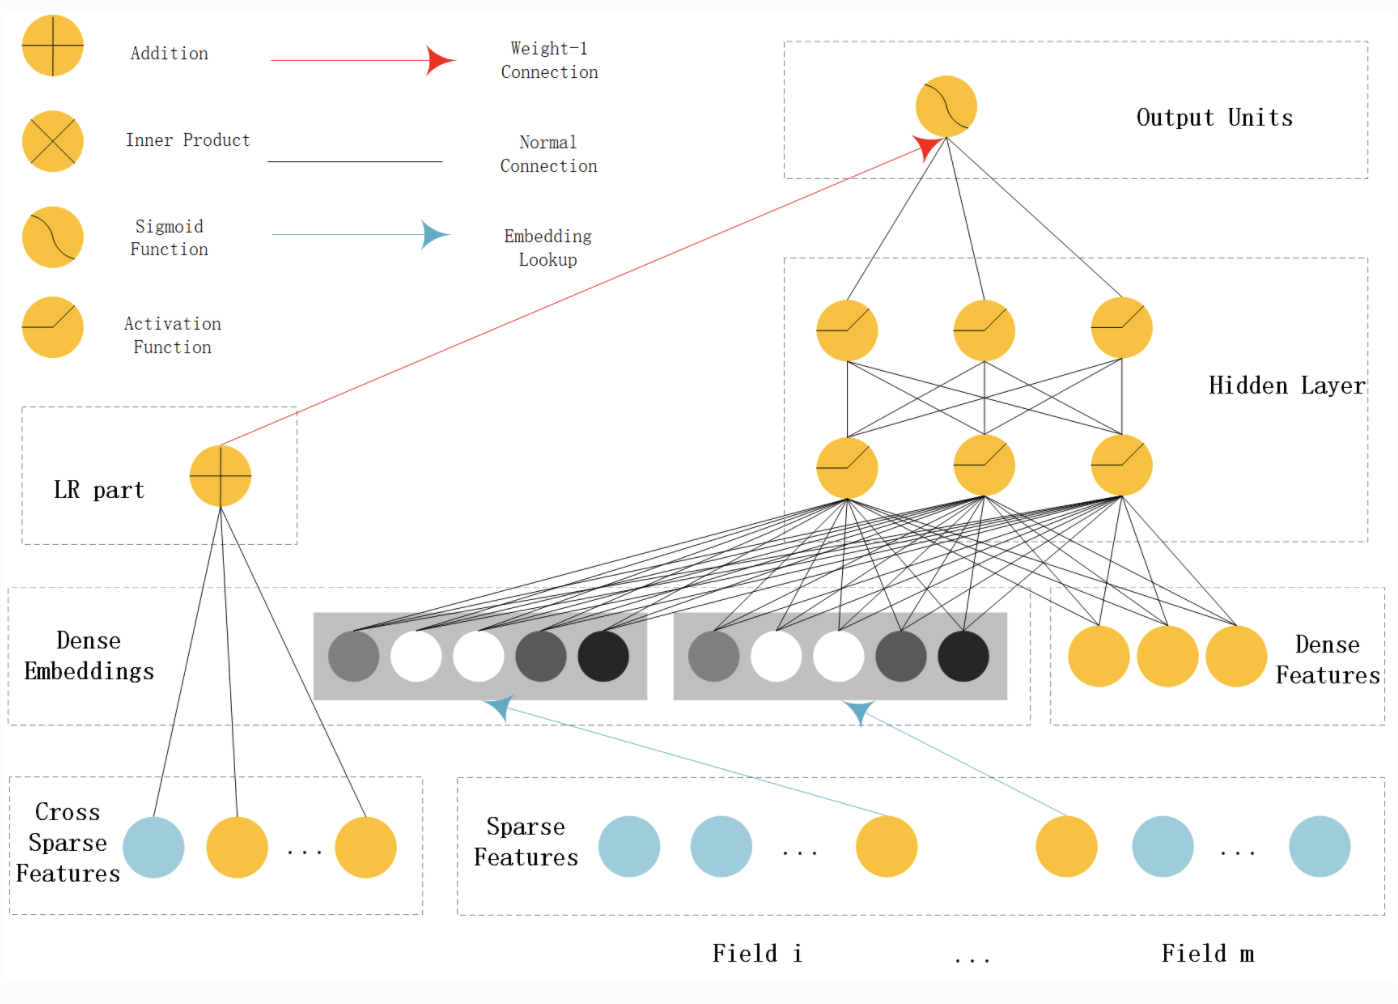 Addition
Weight-1
Connection
Inner Product
Normal
Connection
Sigmoid
Function
Embedding
Lookup
Activation
Function
Output Units
Hidden Layer
LR part
Dense
Embeddings
Dense
Features
Cross
Sparse
Features
...
Sparse
Features
...
...
Field i
...
Field m